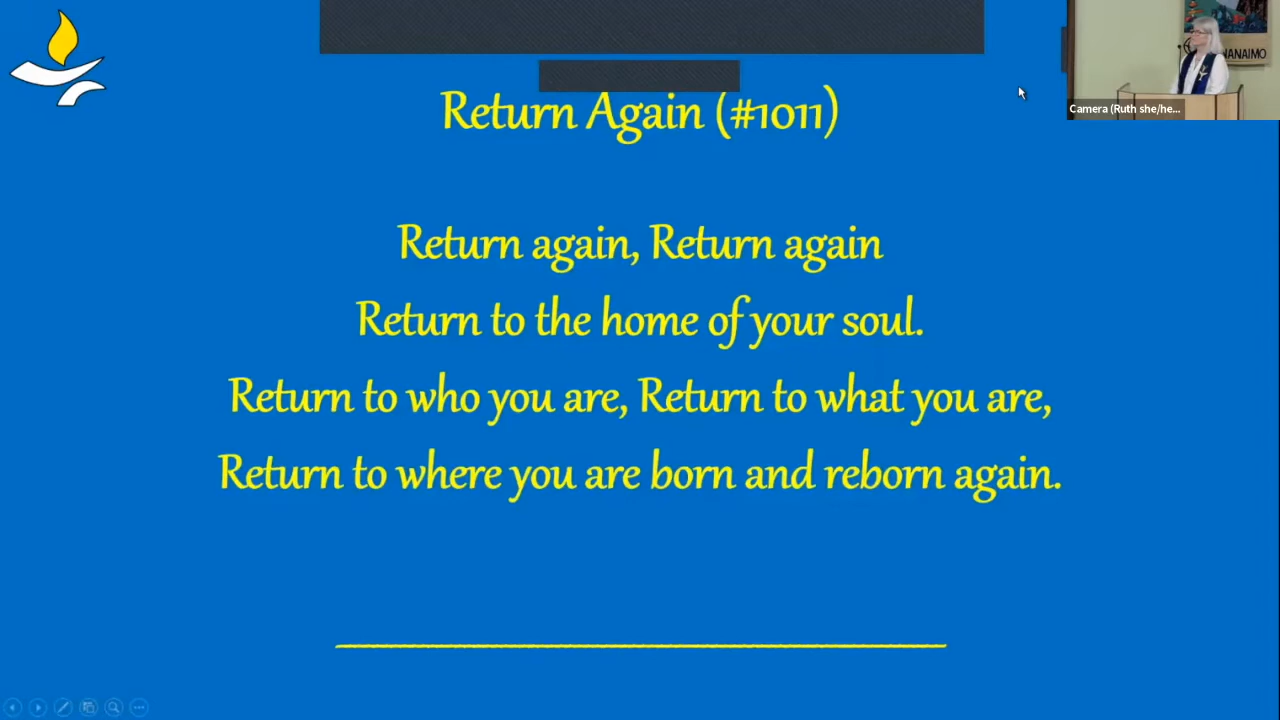 Return Again (#1011)
NANAIMO
Camera (Ruth she/he...
Return again, Return again
Return to the home of your soul.
Return to who you are, Return to what you are,
Return to where you are born and reborn again.